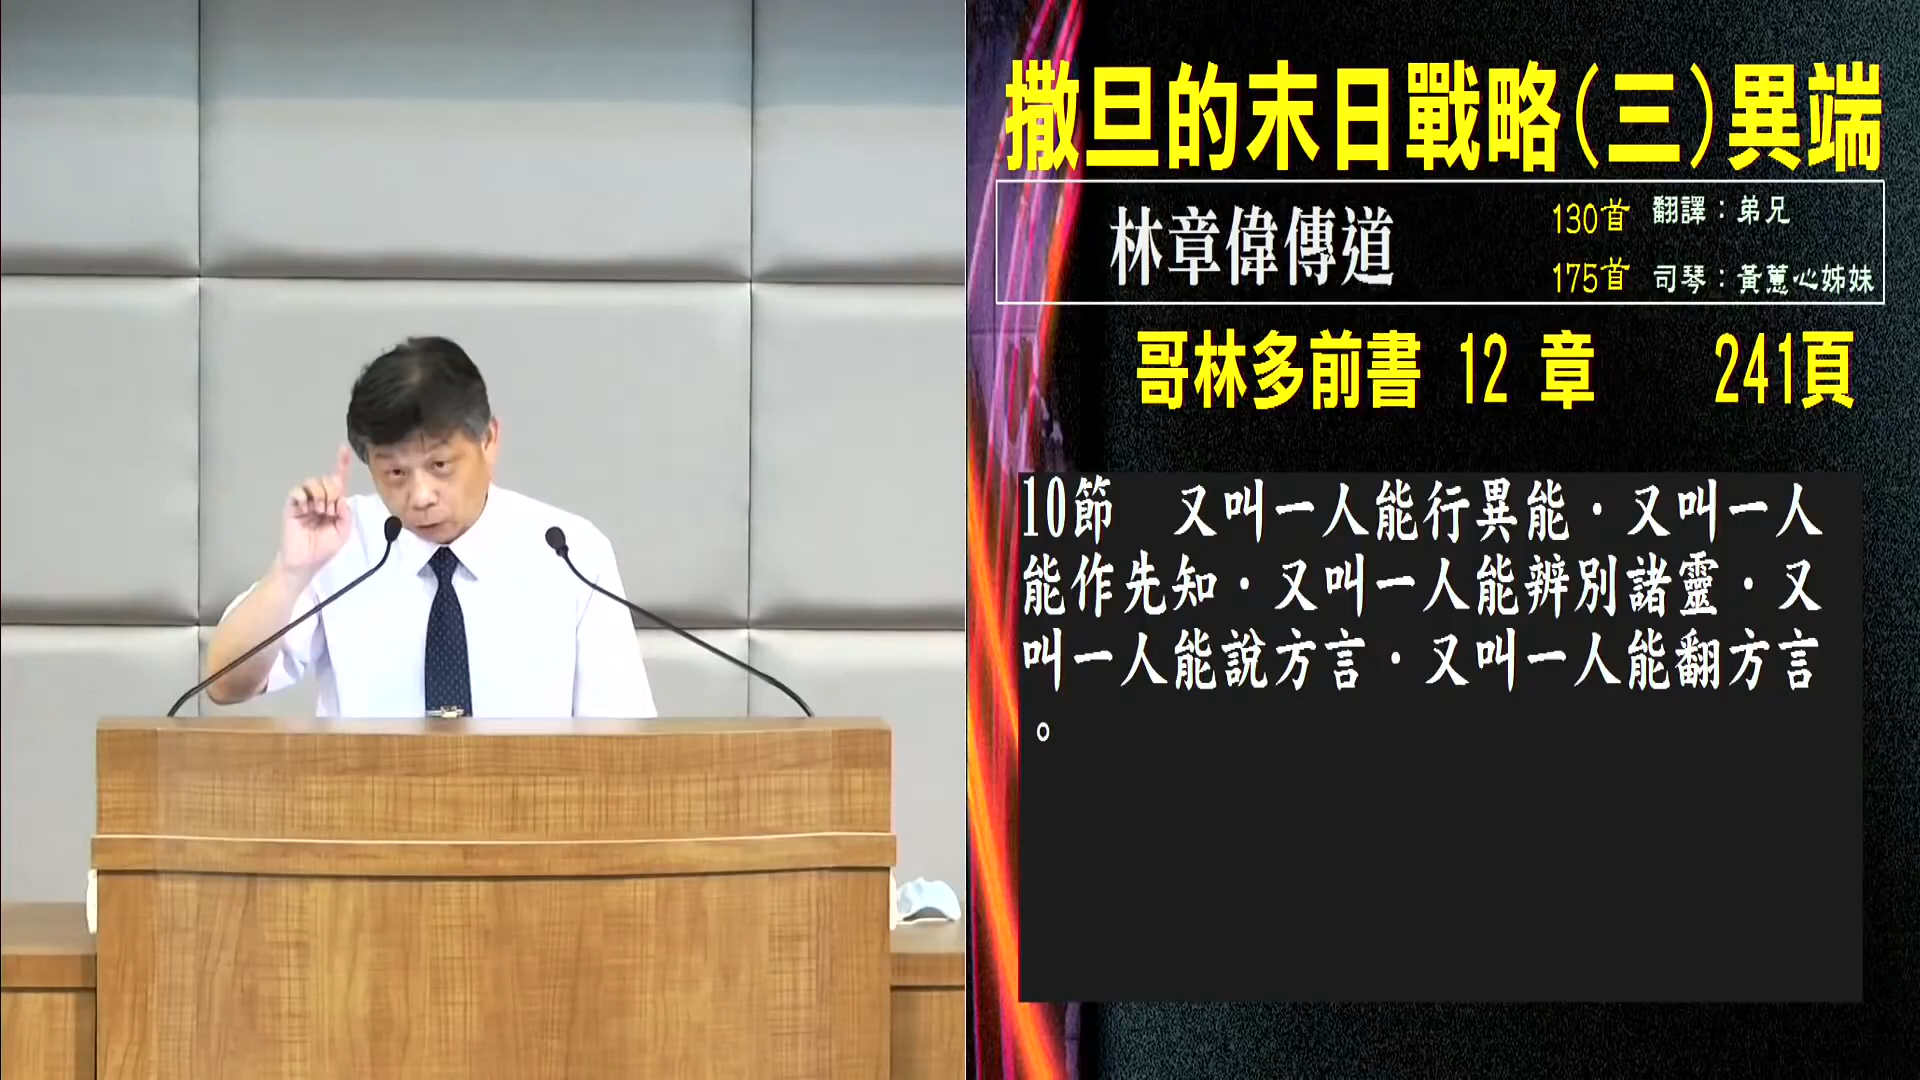 撒旦的末日戰略(三)異端
林章偉傳道
130首 翻譯：弟兄
175首 司琴：黃蕙心姊妹
哥林多前書 12 章 241頁
10節 又叫一人能行異能．又叫一人
能作先知．又叫一人能辨別諸靈．又
叫一人能說方言．又叫一人能翻方言
。